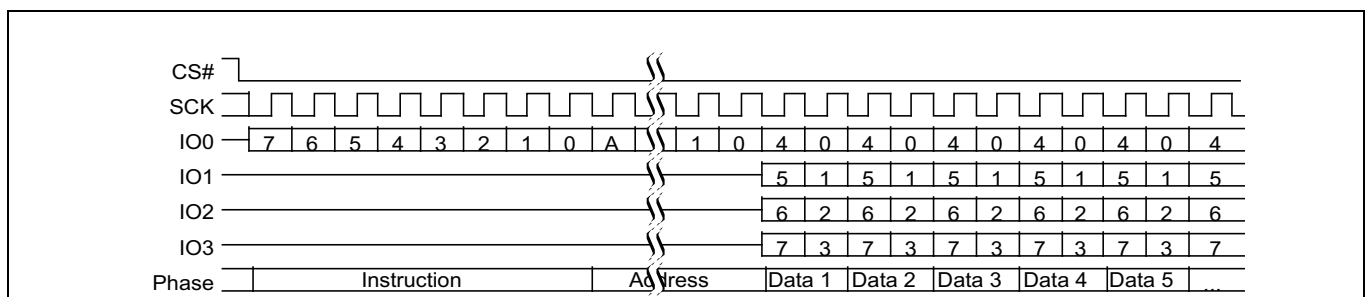 CS#
SCK
IO0 7 6 5 4 3 2 1 0 A 1 0 4 0 4 0 4 0 4 0 4 0 4
IO1 5 1 5 1 5 1 5 1 5 1 5
IO2 6 2 6 2 6 2 6 2 6 2 6
IO3 7 3 7 3 7 3 7 3 7 3 7
Phase Instruction Address Data 1 Data 2 Data 3 Data 4 Data 5 ...